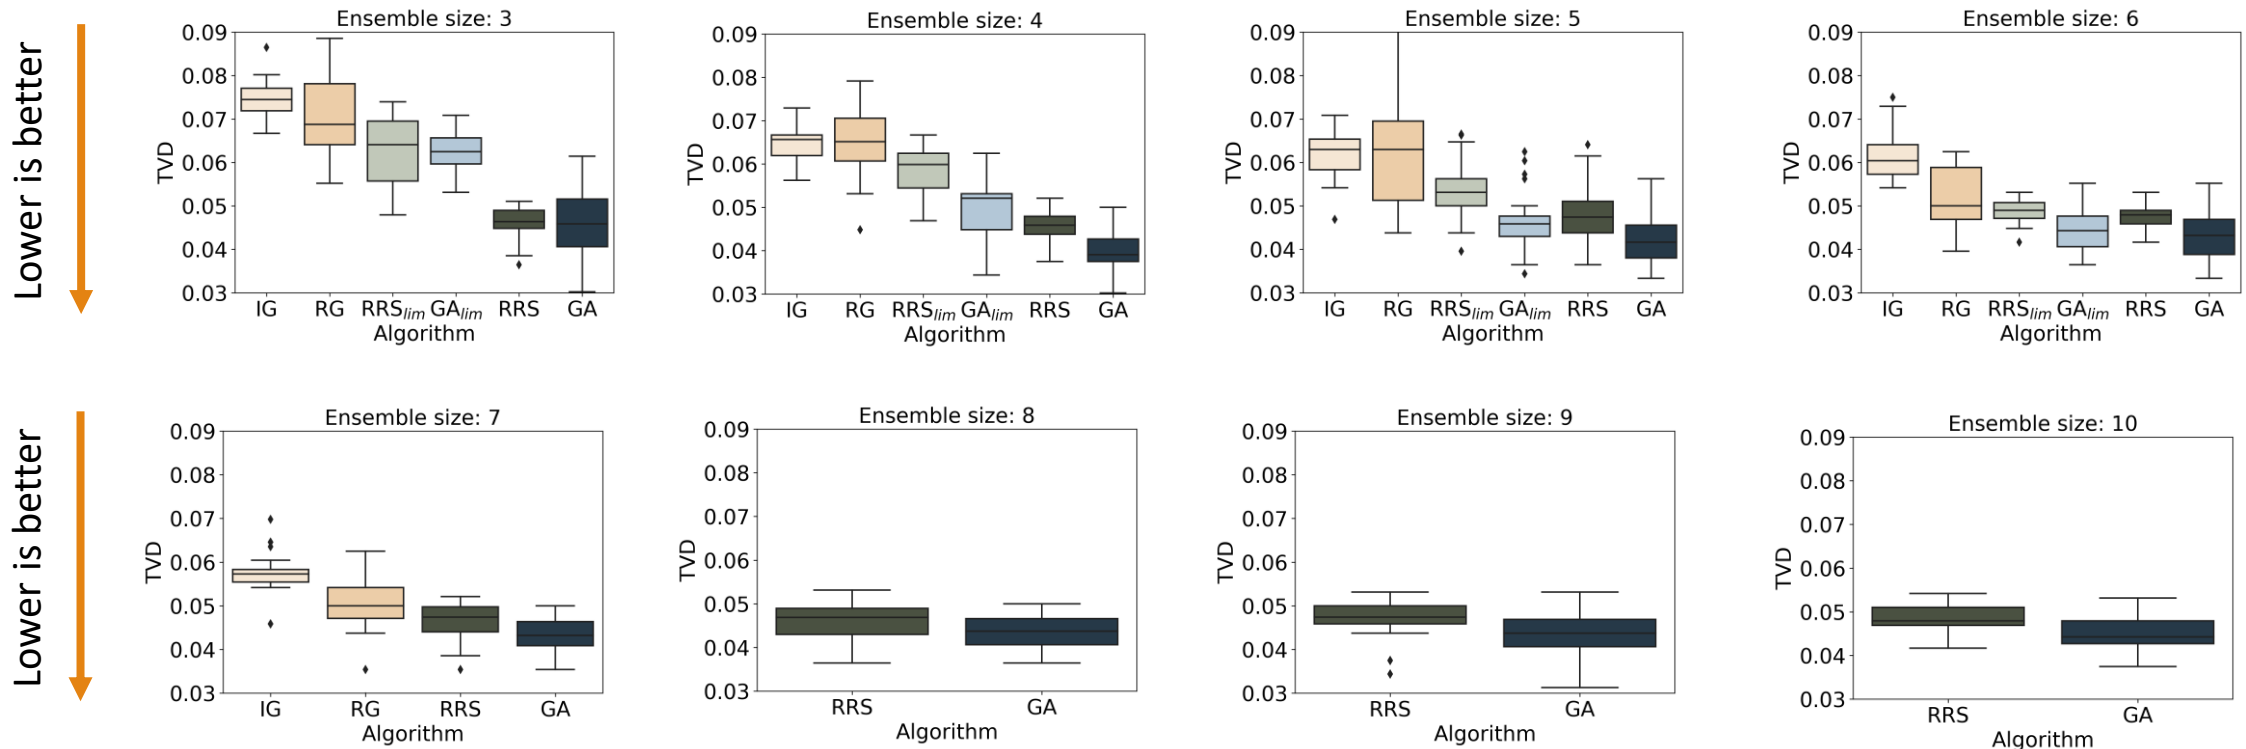 Lower is better
Ensemble size: 3
0.09
0.08
0.07
0.06
0.05
0.04
0.03
TVD
IG RG RRSlim GAlim RRS GA
Algorithm
Ensemble size: 4
0.09
0.08
0.07
0.06
0.05
0.04
0.03
TVD
IG RG RRSlim GAlim RRS GA
Algorithm
Ensemble size: 5
0.09
0.08
0.07
0.06
0.05
0.04
0.03
TVD
IG RG RRSlim GAlim RRS GA
Algorithm
Ensemble size: 6
0.09
0.08
0.07
0.06
0.05
0.04
0.03
TVD
IG RG RRSlim GAlim RRS GA
Algorithm
Lower is better
Ensemble size: 7
0.09
0.08
0.07
0.06
0.05
0.04
0.03
TVD
IG RG RRS GA
Algorithm
Ensemble size: 8
0.09
0.08
0.07
0.06
0.05
0.04
0.03
TVD
RRS GA
Algorithm
Ensemble size: 9
0.09
0.08
0.07
0.06
0.05
0.04
0.03
TVD
RRS GA
Algorithm
Ensemble size: 10
0.09
0.08
0.07
0.06
0.05
0.04
0.03
TVD
RRS GA
Algorithm